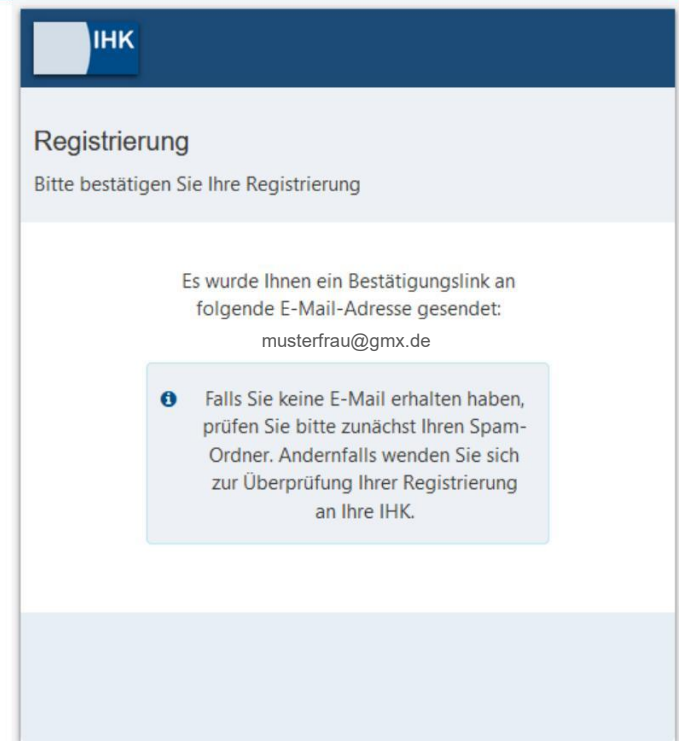 IHK
Registrierung
Bitte bestätigen Sie Ihre Registrierung
Es wurde Ihnen ein Bestätigungslink an
folgende E-Mail-Adresse gesendet:
musterfrau@gmx.de
Falls Sie keine E-Mail erhalten haben,
prüfen Sie bitte zunächst Ihren Spam-
Ordner. Andernfalls wenden Sie sich
zur Überprüfung Ihrer Registrierung
an Ihre IHK.